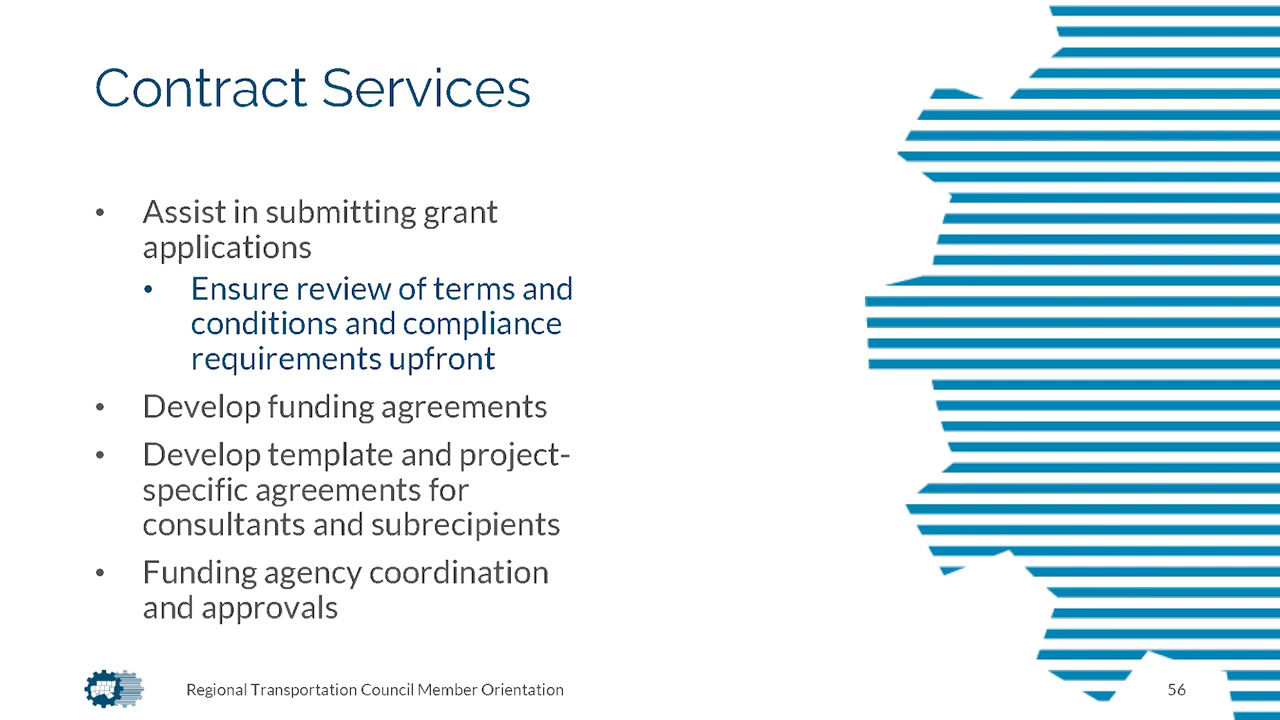 Contract Services
• Assist in submitting grant
applications
• Ensure review of terms and
conditions and compliance
requirements upfront
• Develop funding agreements
• Develop template and project-
specific agreements for
consultants and subrecipients
• Funding agency coordination
and approvals
Regional Transportation Council Member Orientation
56